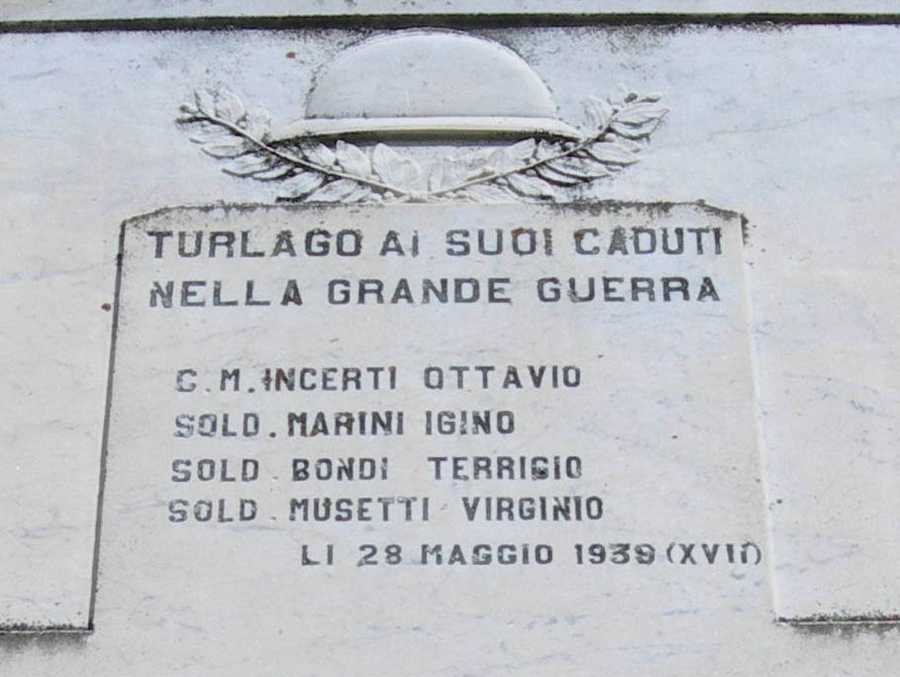 TURLAGO AI SUOI CADUTI
NELLA GRANDE GUERRA
C.M. INCERTI OTTAVIO
SOLD. MARINI IGINO
SOLD. BONDI TERRIGIO
SOLD. MUSETTI VIRGINIO
LI 28 MAGGIO 1939 (XVII)